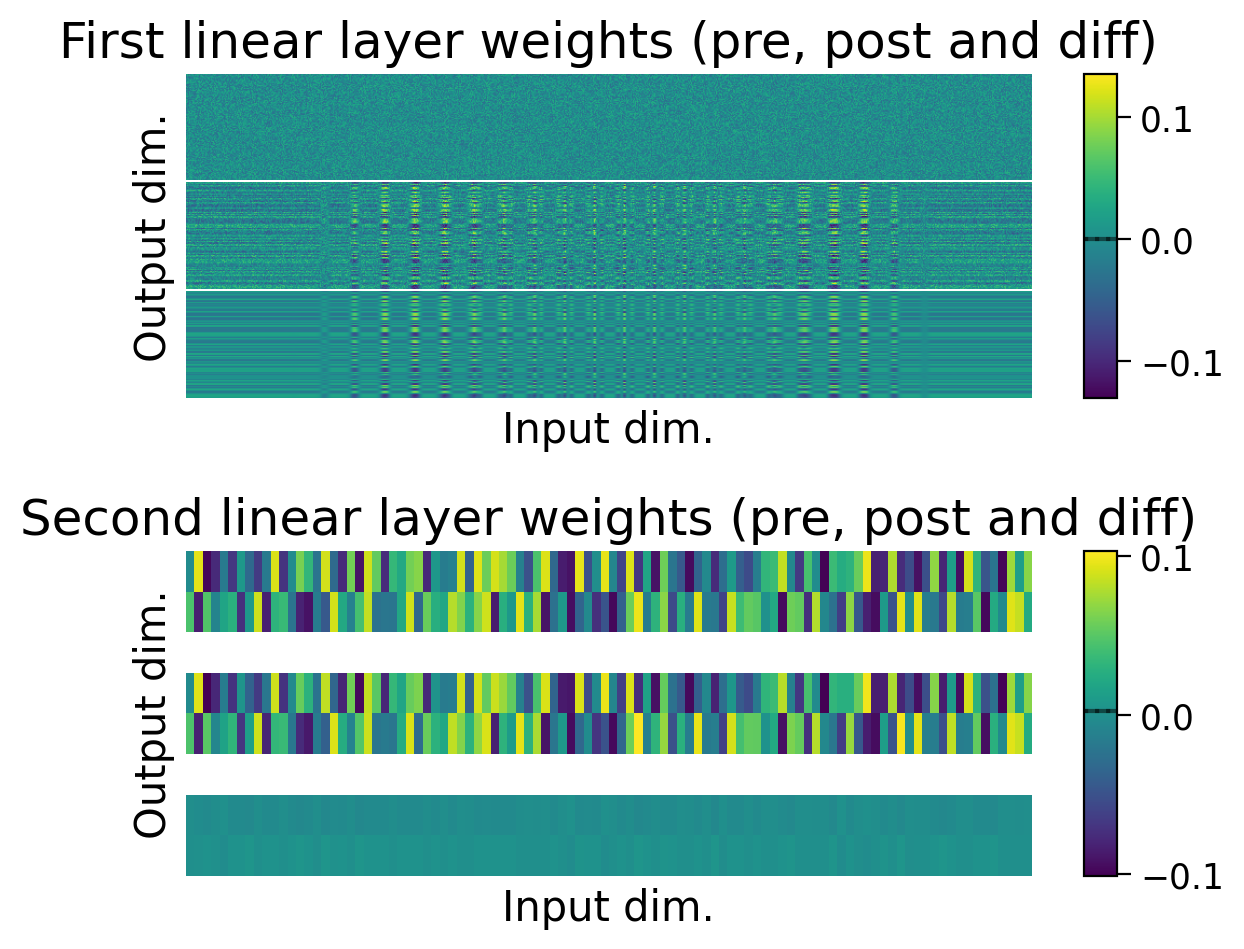 First linear layer weights (pre, post and diff)
Output dim.
0.1
0.0
−0.1
Input dim.
Second linear layer weights (pre, post and diff)
Output dim.
0.1
0.0
−0.1
Input dim.